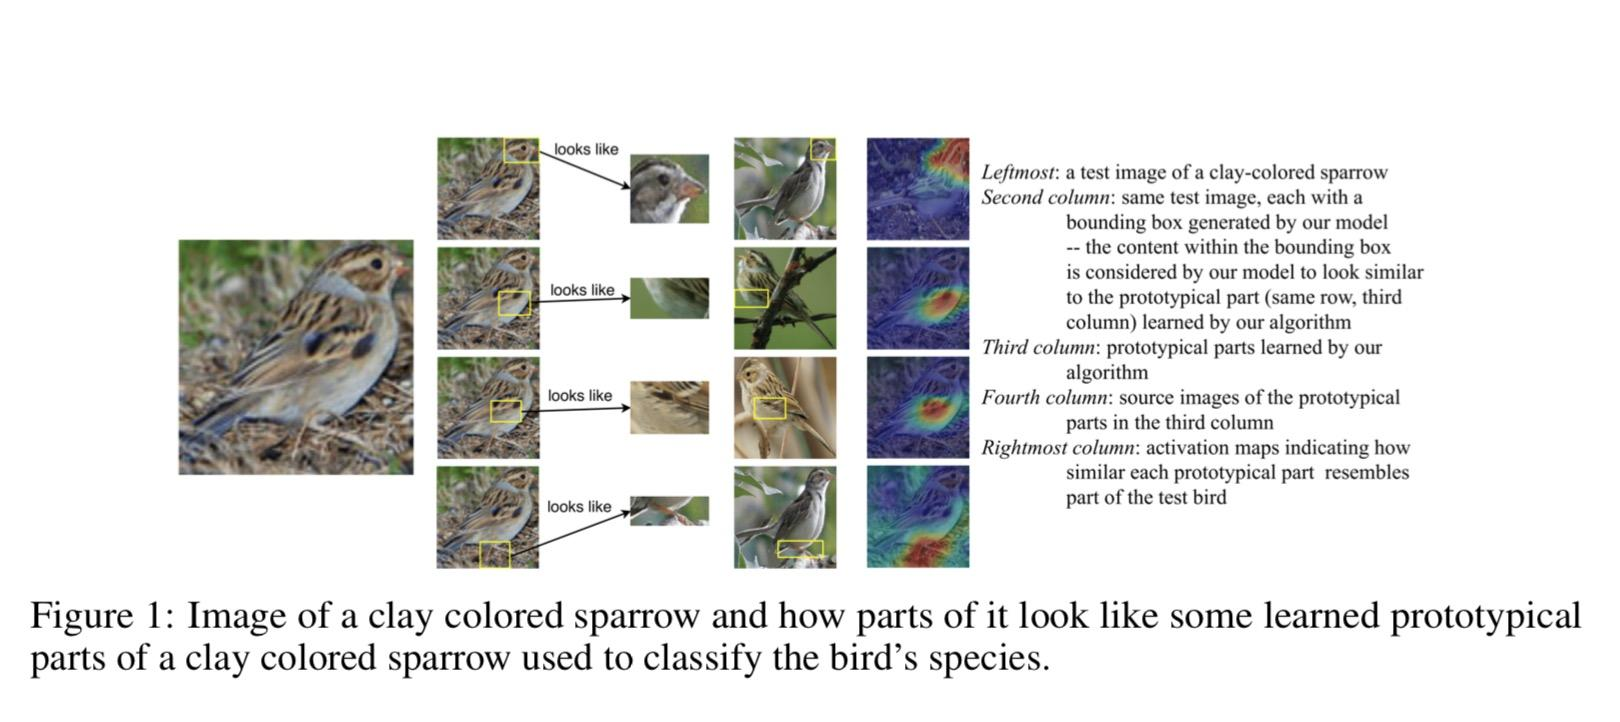 looks like
looks like
looks like
looks like
Leftmost: a test image of a clay-colored sparrow
Second column: same test image, each with a
bounding box generated by our model
-- the content within the bounding box
is considered by our model to look similar
to the prototypical part (same row, third
column) learned by our algorithm
Third column: prototypical parts learned by our
algorithm
Fourth column: source images of the prototypical
parts in the third column
Rightmost column: activation maps indicating how
similar each prototypical part resembles
part of the test bird
Figure 1: Image of a clay colored sparrow and how parts of it look like some learned prototypical
parts of a clay colored sparrow used to classify the bird's species.